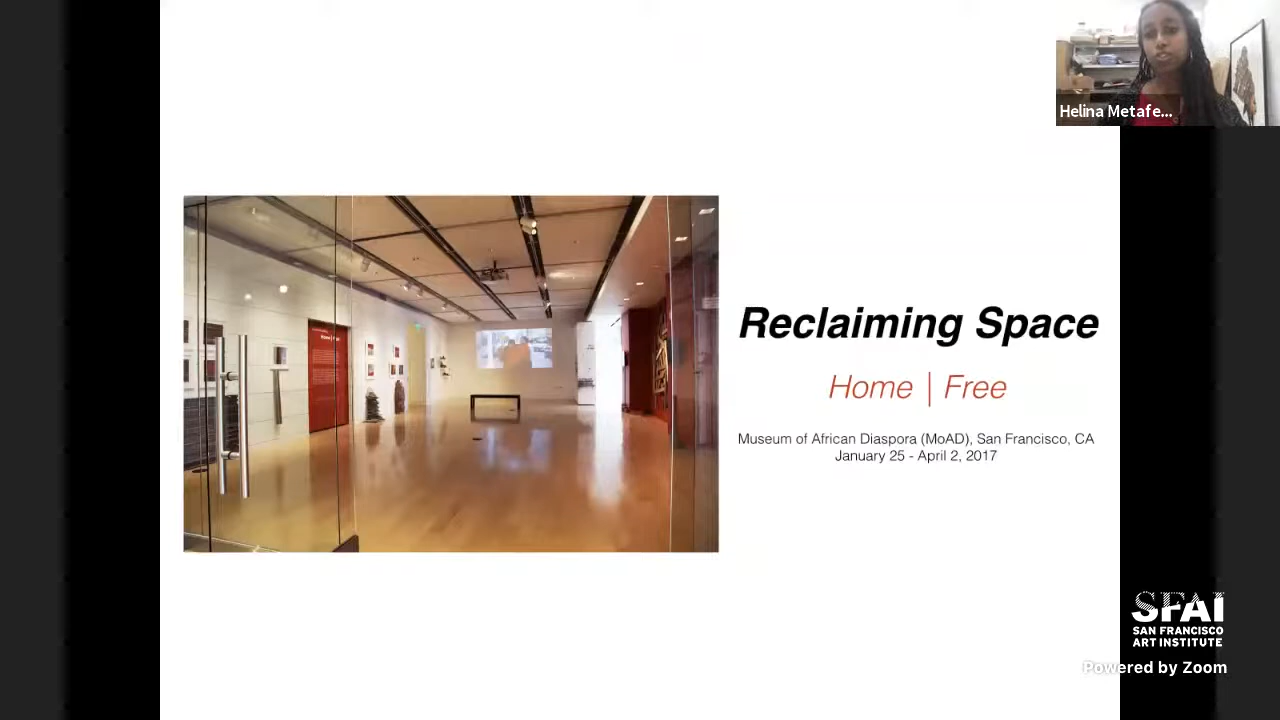 Helina Metafe...
Reclaiming Space
Home | Free
Museum of African Diaspora (MoAD), San Francisco, CA
January 25 - April 2, 2017
SFAI
SAN FRANCISCO
ART INSTITUTE
Powered by Zoom